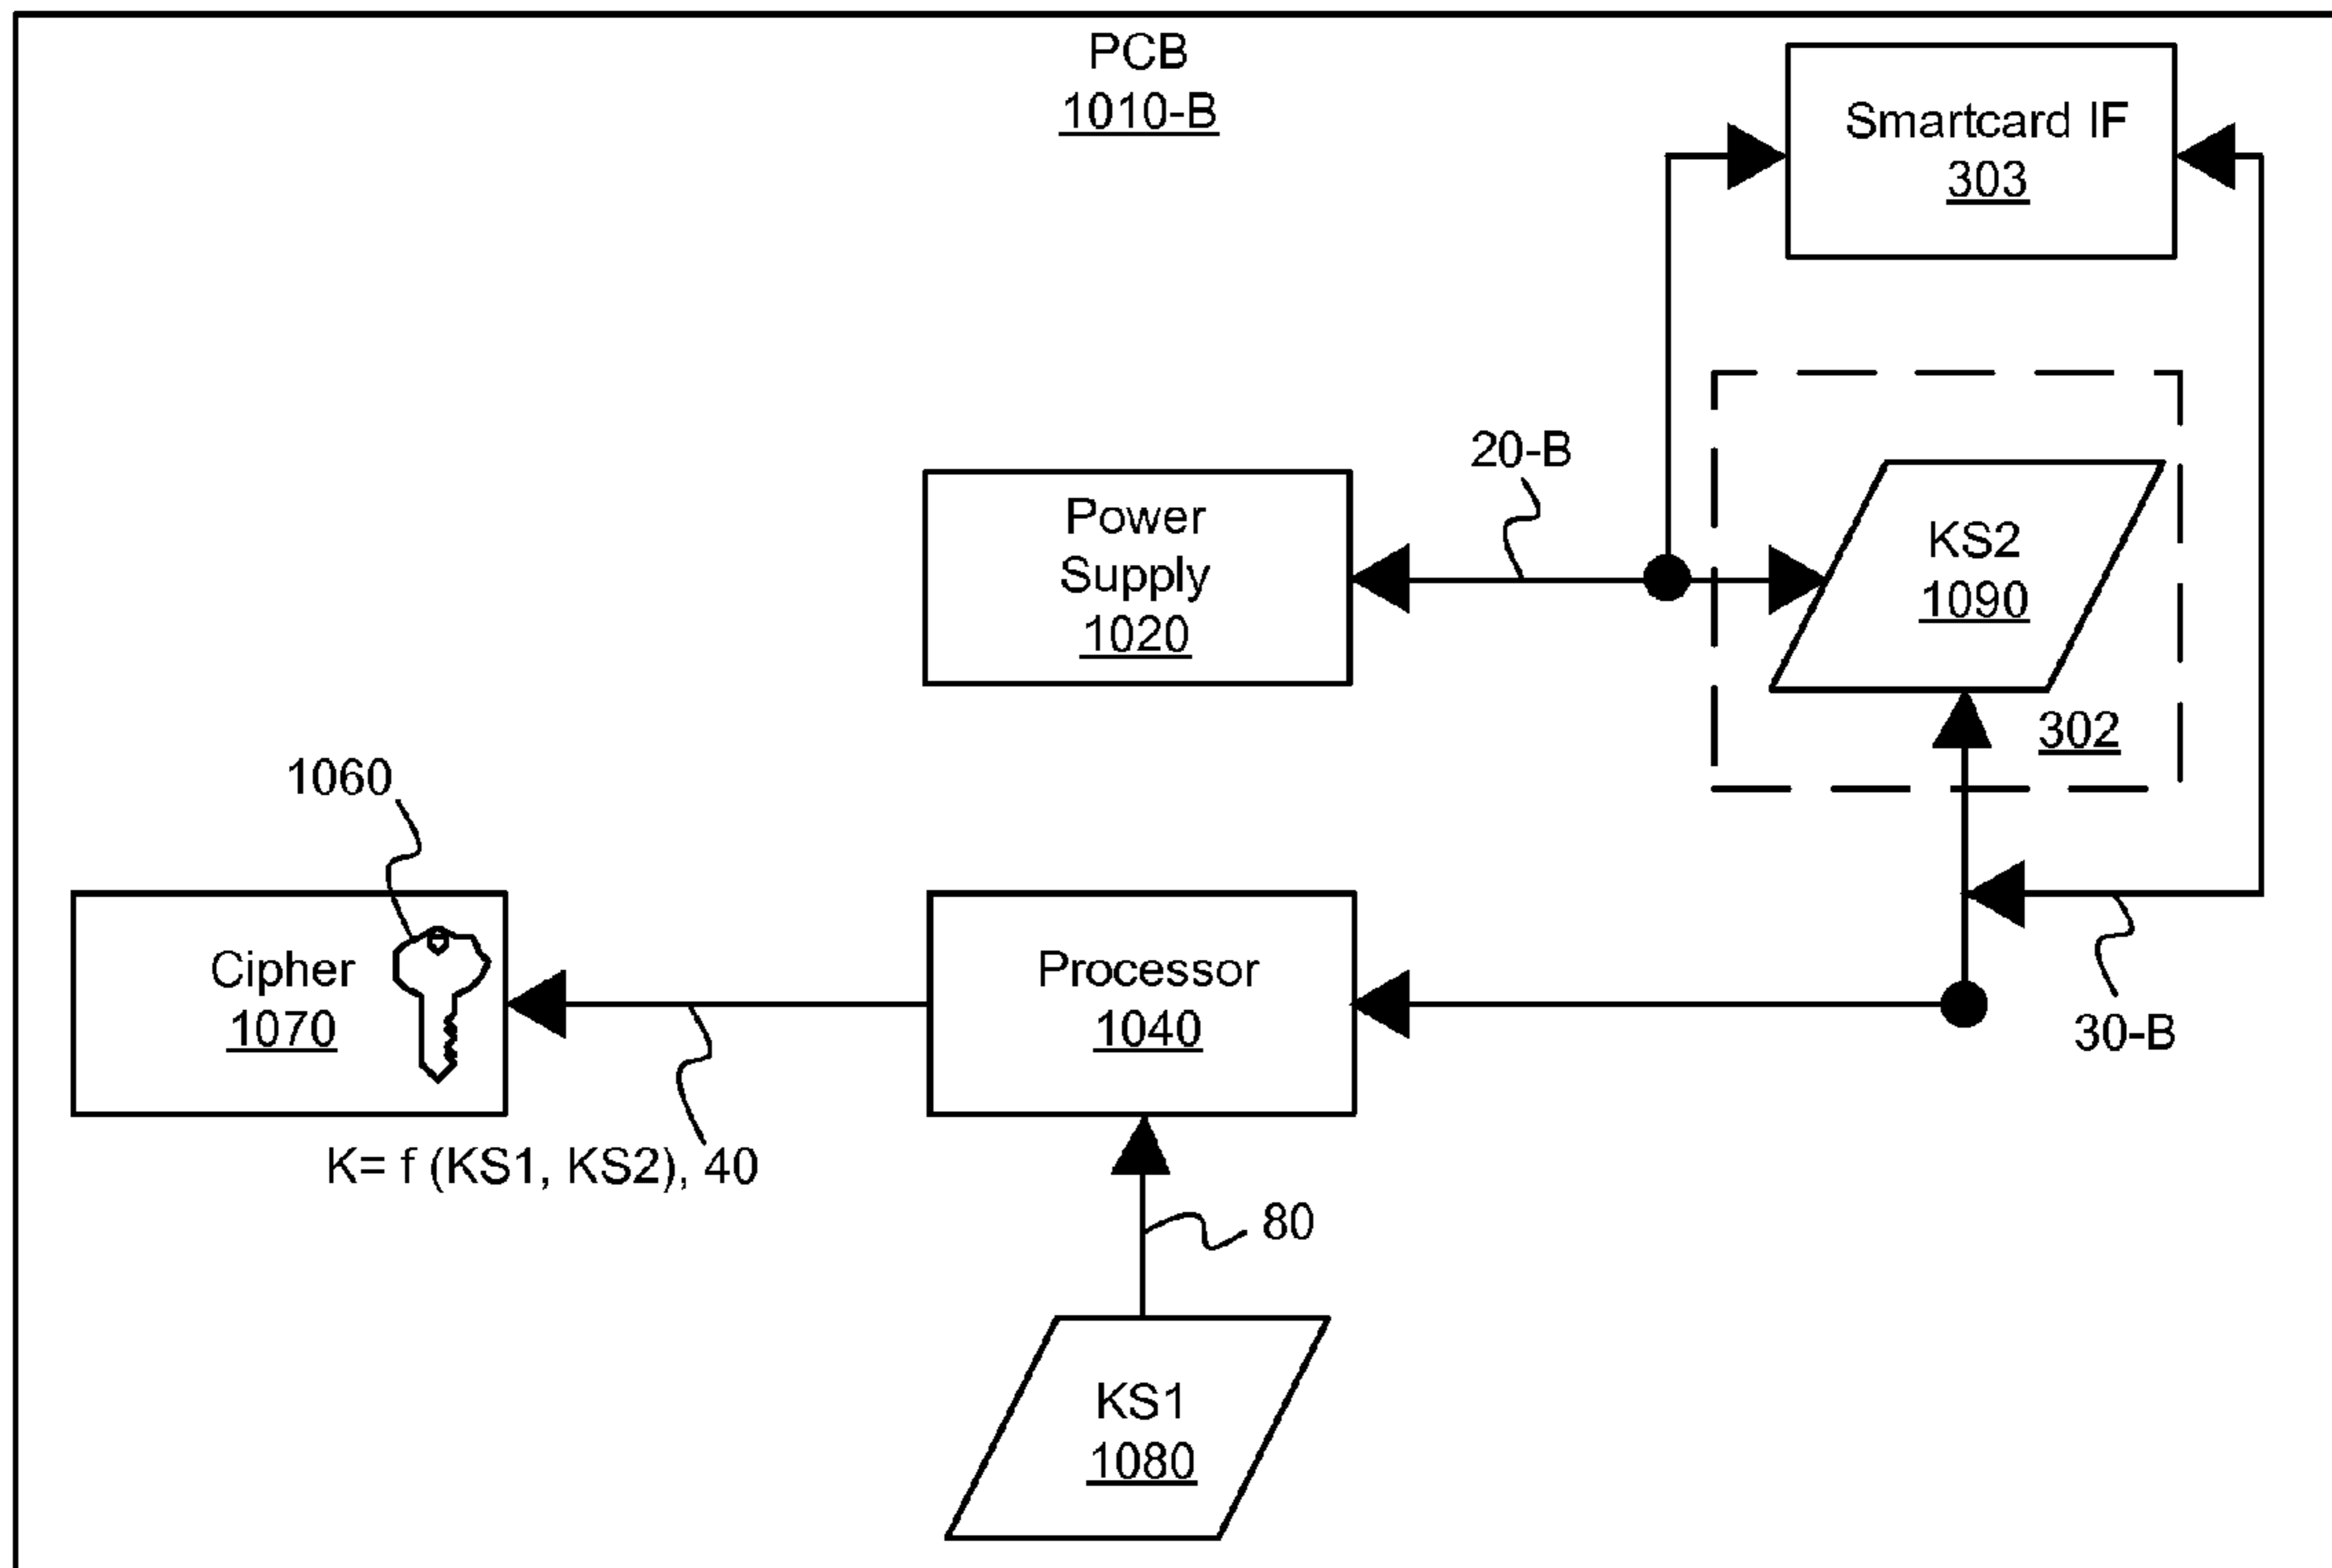 PCB
1010-B
Smartcard IF
303
20-B
Power
Supply
1020
KS2
1090
302
1060
Cipher
1070
Processor
1040
30-B
K= f (KS1, KS2), 40
80
KS1
1080